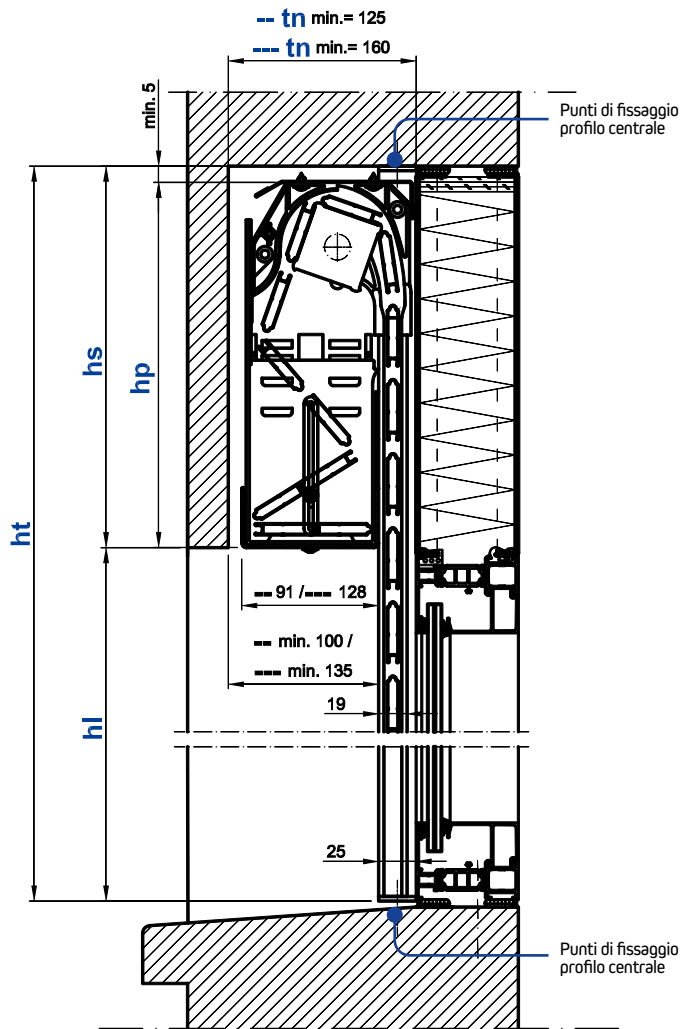 -- tn min.= 125
--- tn min.= 160
min. 5
Punti di fissaggio
profilo centrale
hs
hp
ht
-- 91 /--- 128
-- min. 100 /
--- min. 135
19
hl
25
Punti di fissaggio
profilo centrale